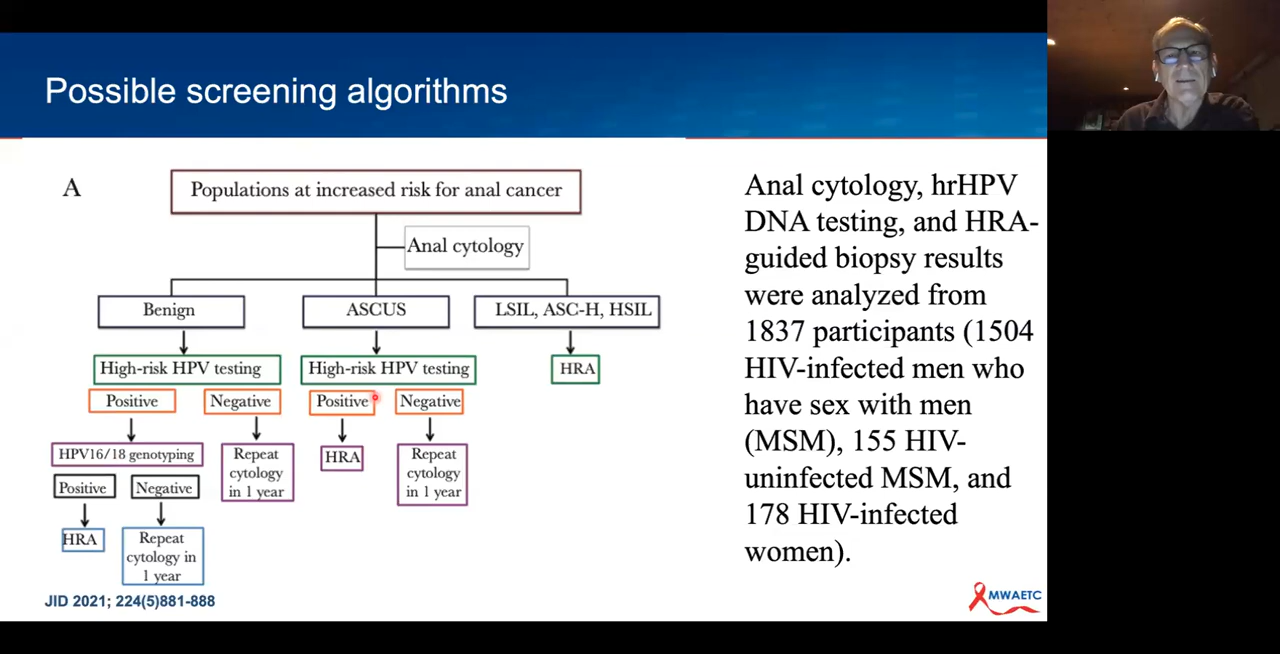 Possible screening algorithms
A
Populations at increased risk for anal cancer
Anal cytology
Benign
ASCUS
LSIL, ASC-H, HSIL
High-risk HPV testing
High-risk HPV testing
HRA
Positive
Negative
Positive
Negative
HPV16/18 genotyping
Repeat
cytology
in 1 year
HRA
Repeat
cytology
in 1 year
Positive
Negative
HRA
Repeat
cytology in
1 year
Anal cytology, hrHPV
DNA testing, and HRA-
guided biopsy results
were analyzed from
1837 participants (1504
HIV-infected men who
have sex with men
(MSM), 155 HIV-
uninfected MSM, and
178 HIV-infected
women).
JID 2021; 224(5)881-888
MWAETC